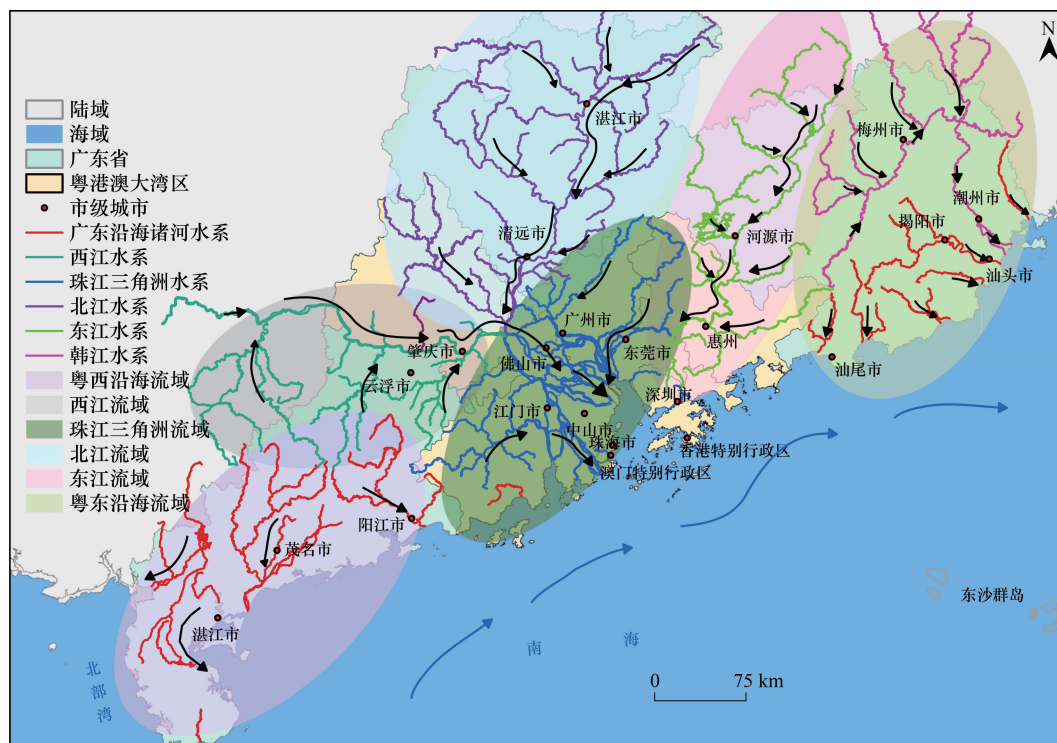 N
陆域
海域
广东省
粤港澳大湾区
市级城市
广东沿海诸河水系
西江水系
珠江三角洲水系
北江水系
东江水系
韩江水系
粤西沿海流域
西江流域
珠江三角洲流域
北江流域
东江流域
粤东沿海流域
湛江市
梅州市
潮州市
清远市
河源市
揭阳市
汕头市
广州市
惠州
佛山市
东莞市
肇庆市
汕尾市
云浮市
深圳市
江门市
中山市
珠海市
香港特别行政区
澳门特别行政区
阳江市
茂名市
东沙群岛
湛江市
南海
北部湾
0 75 km